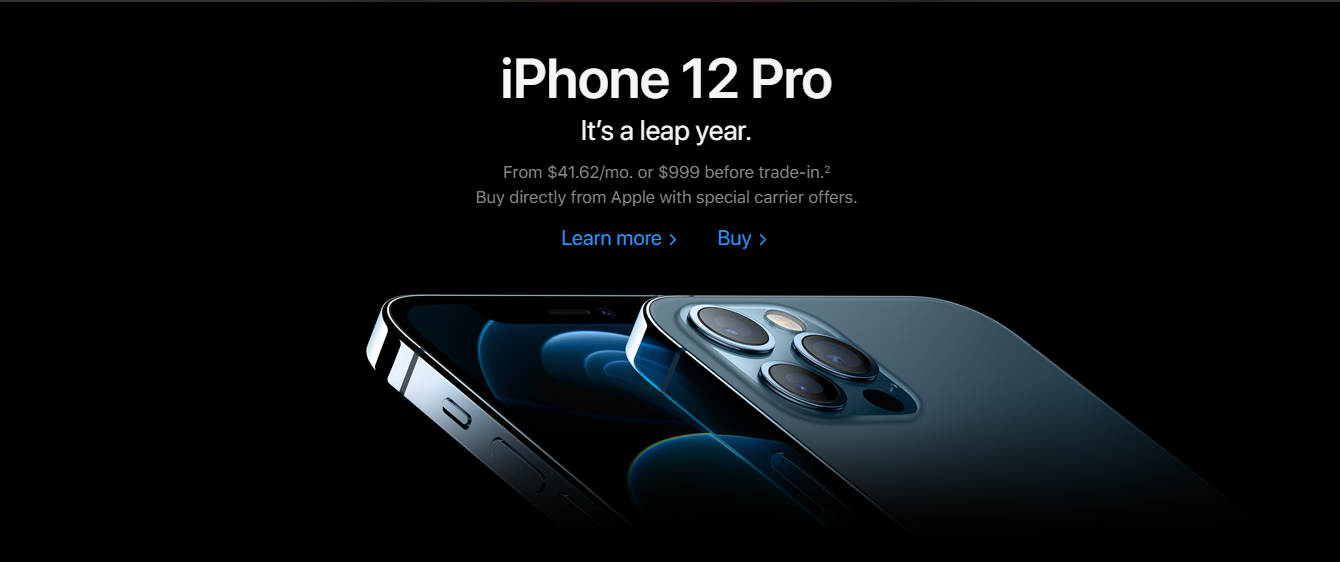 iPhone 12 Pro
It’s a leap year.
From $41.62/mo. or $999 before trade-in.²
Buy directly from Apple with special carrier offers.
Learn more > Buy >